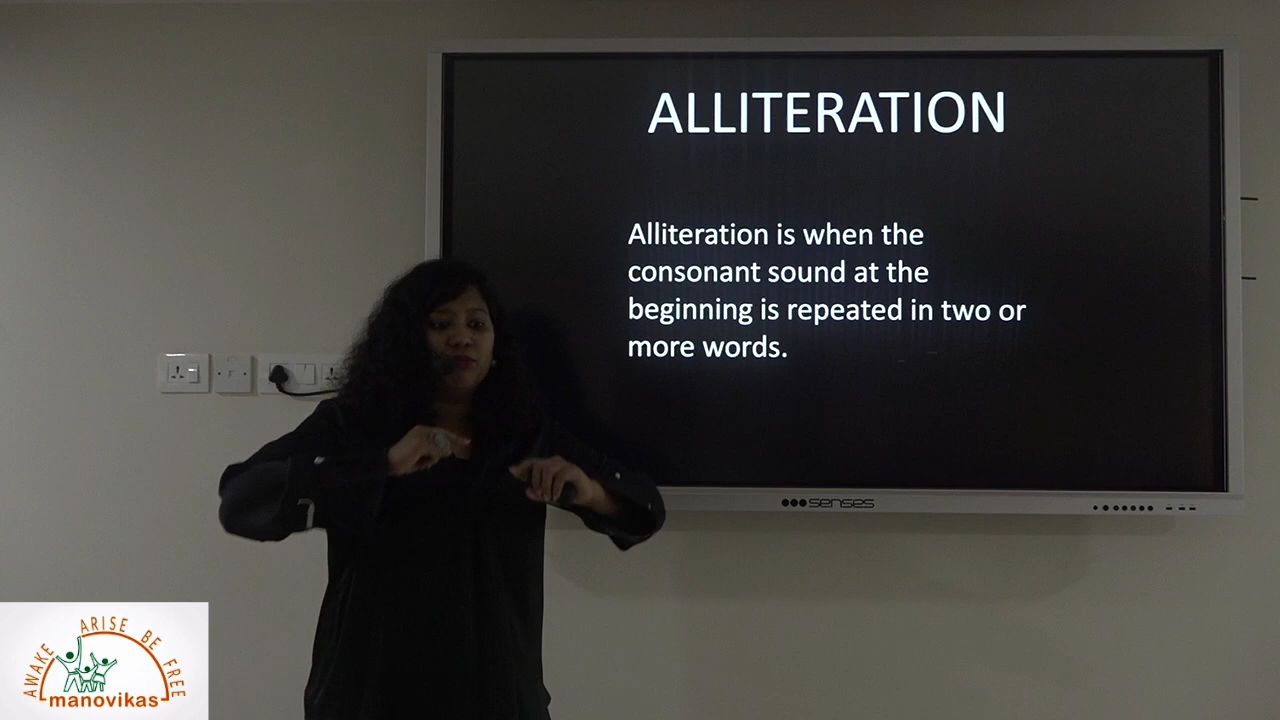 ALLITERATION
Alliteration is when the
consonant sound at the
beginning is repeated in two or
more words.
senses
AWAKE ARISE BE FREE
manovikas